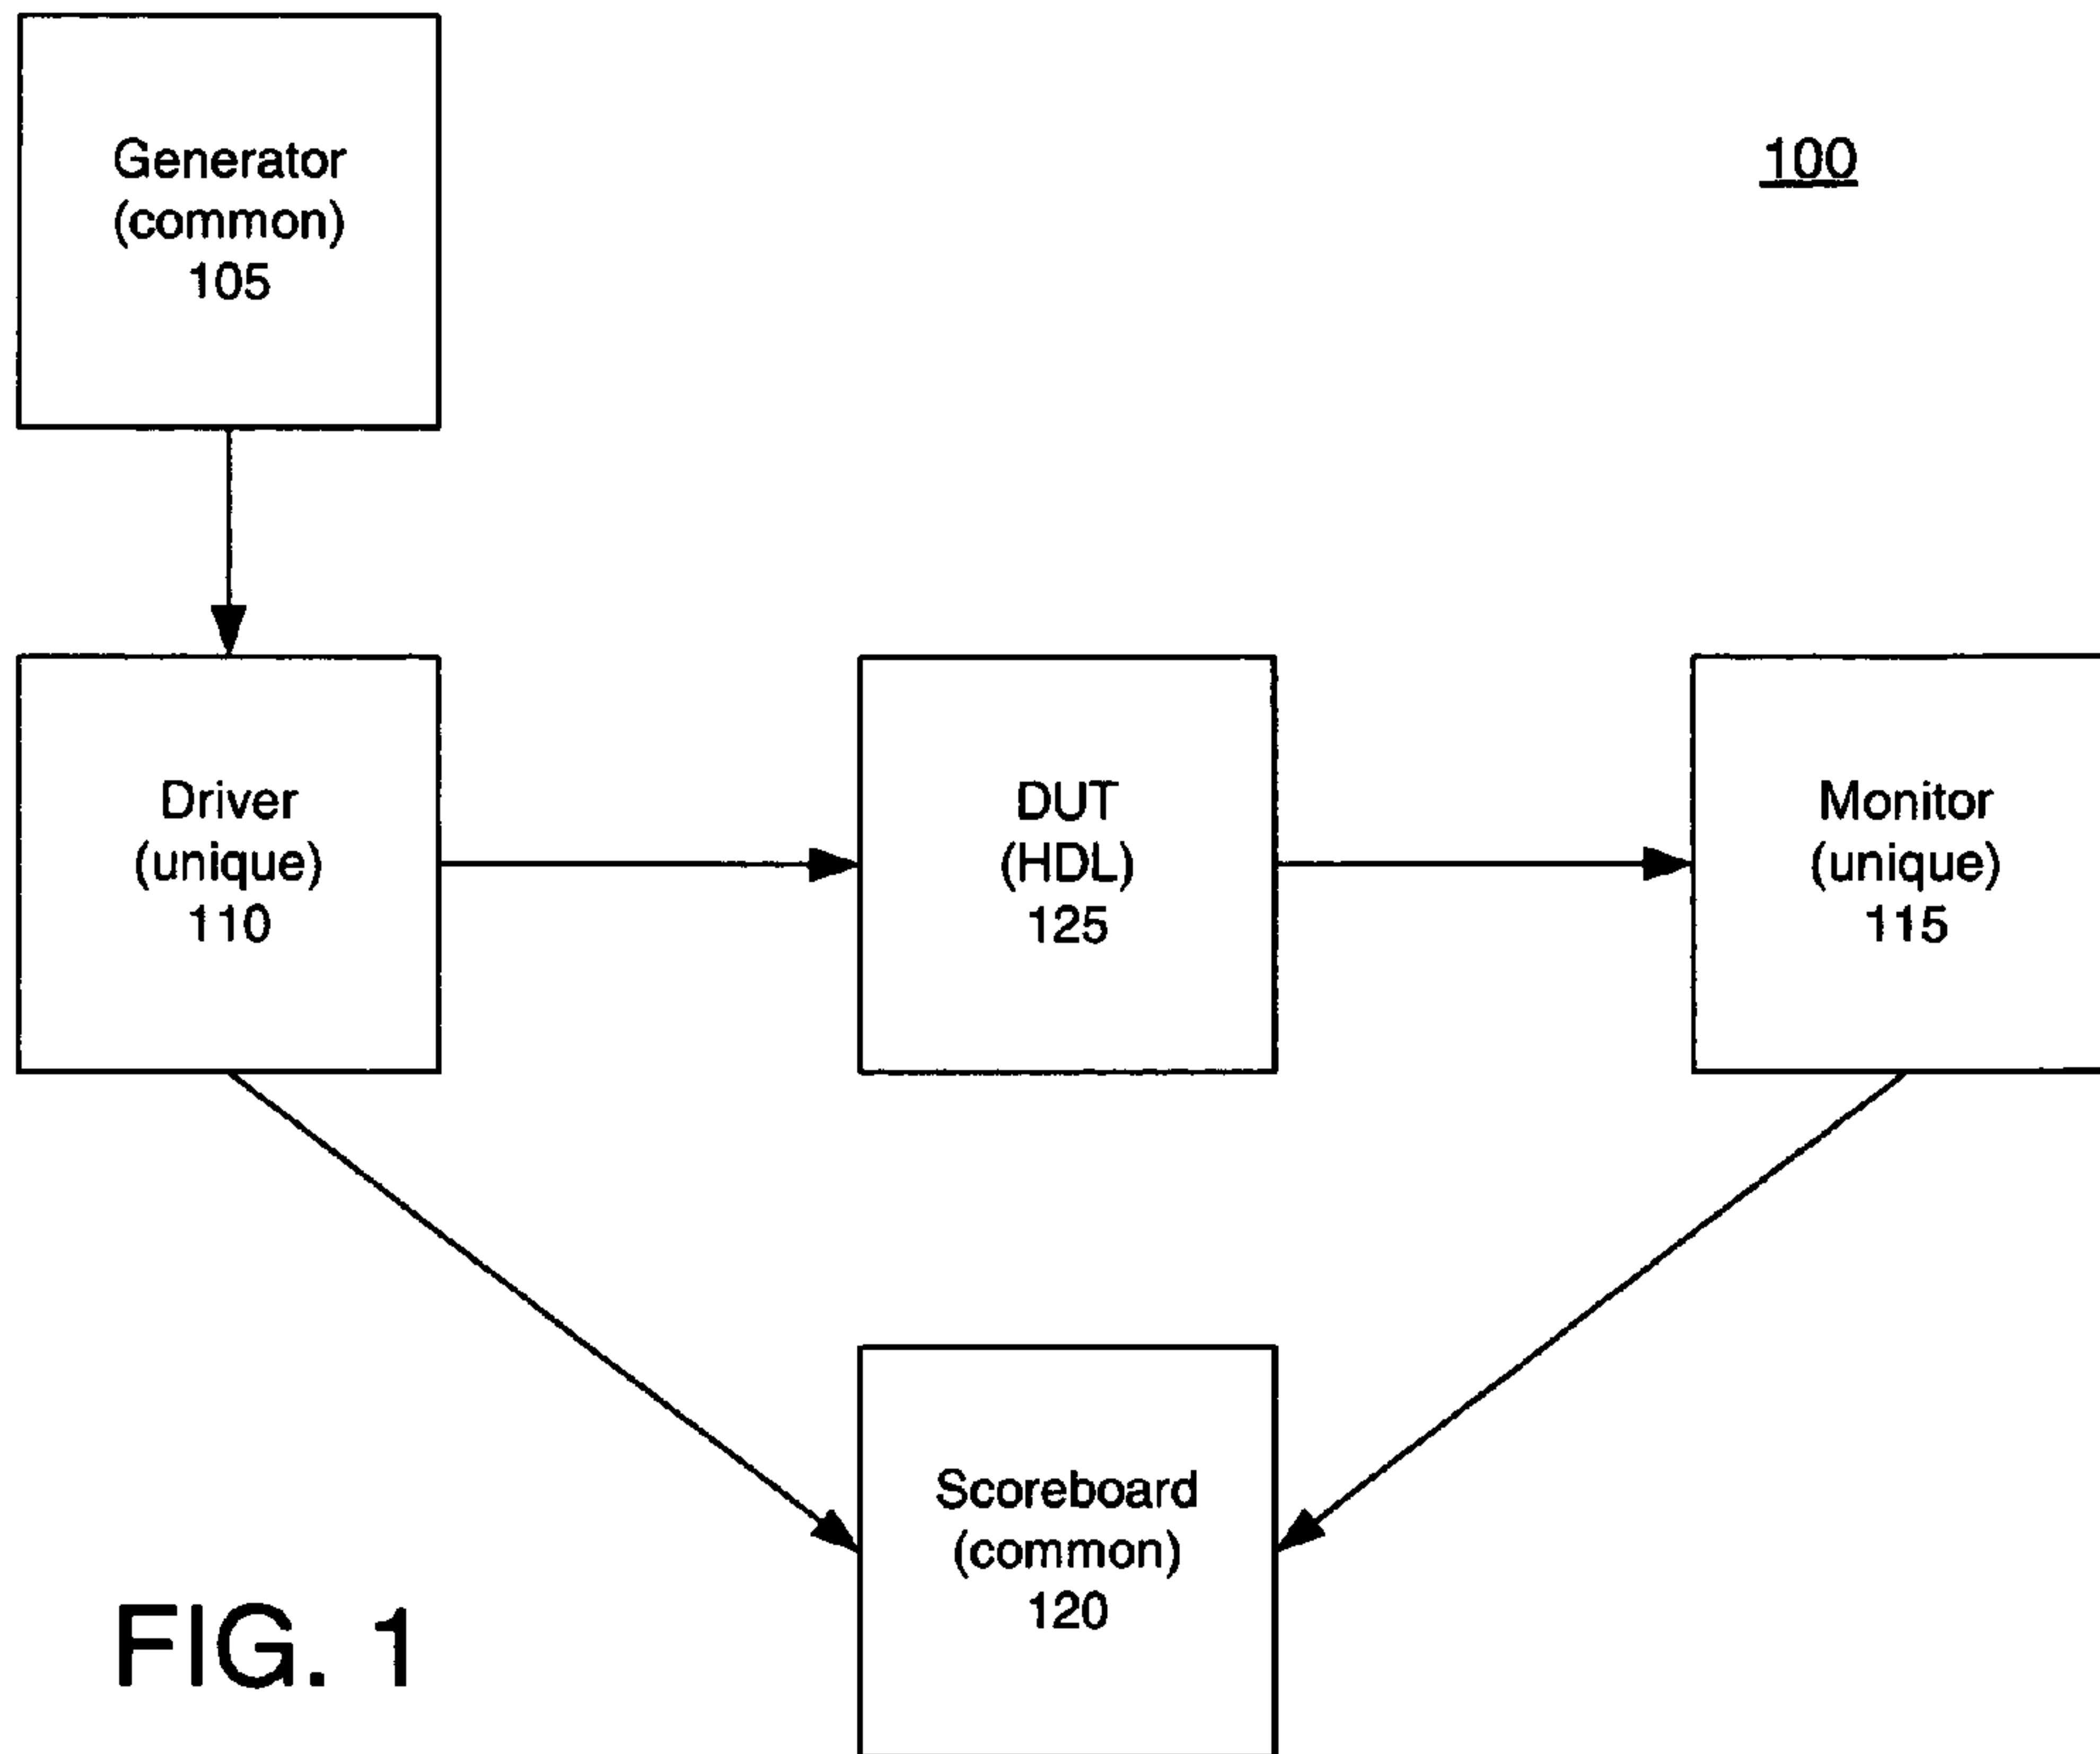 Generator
(common)
105
100
Driver
(unique)
110
DUT
(HDL)
125
Monitor
(unique)
115
Scoreboard
(common)
120
FIG. 1